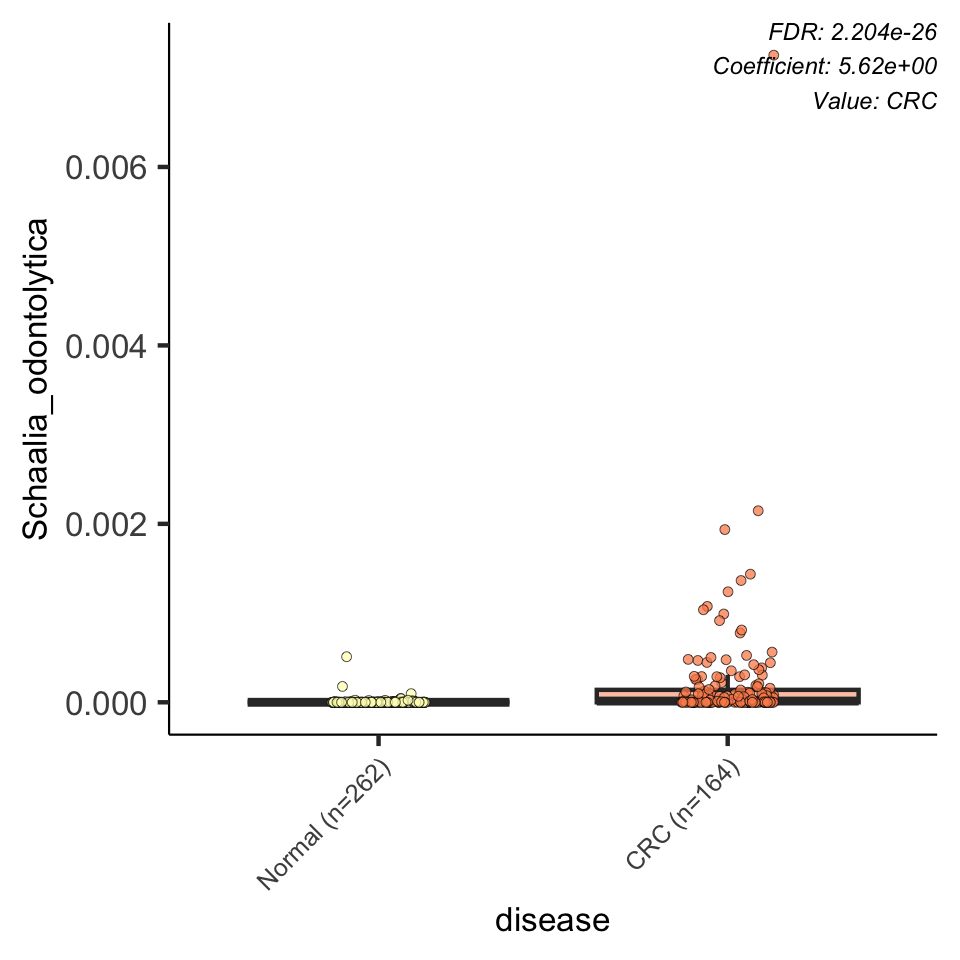 FDR: 2.204e-26
Coefficient: 5.62e+00
Value: CRC
Schaalia_odontolytica
0.006
0.004
0.002
0.000
Normal (n=262)
CRC (n=164)
disease